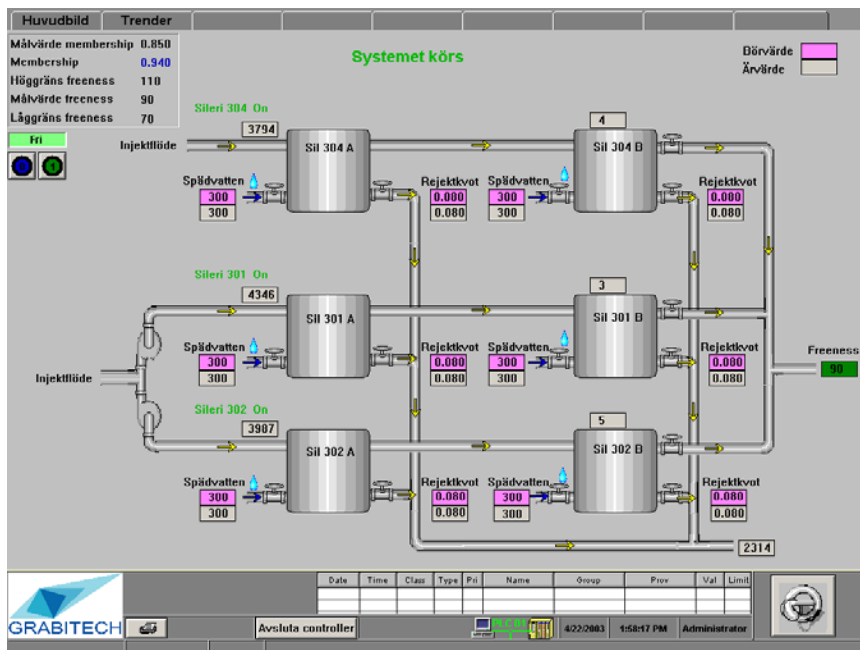 Huvudbild Trender
Målvärde membership 0.850
Membership 0.940
Höggräns freeness 110
Målvärde freeness 90
Låggräns freeness 70
Fri
Systemet körs
Börvärde
Ärvärde
Sileri 304 On
3794
4
Injektflöde
Sil 304 A
Sil 304 B
Spädvatten Rejektkvot Spädvatten Rejektkvot
300 0.080 300 0.080
300 0.080 300 0.080
Sileri 301 On
4346
3
Sil 301 A
Sil 301 B
Spädvatten Rejektkvot Spädvatten Rejektkvot
300 0.080 300 0.080
300 0.080 300 0.080
Freeness
90
Injektflöde
Sileri 302 On
3987
5
Sil 302 A
Sil 302 B
Spädvatten Rejektkvot Spädvatten Rejektkvot
300 0.080 300 0.080
300 0.080 300 0.080
2314
Date Time Class Type Pri Name Group Prov Val Limit
GRABITECH
Avsluta controller
4/22/2003 1:58:17 PM Administrator